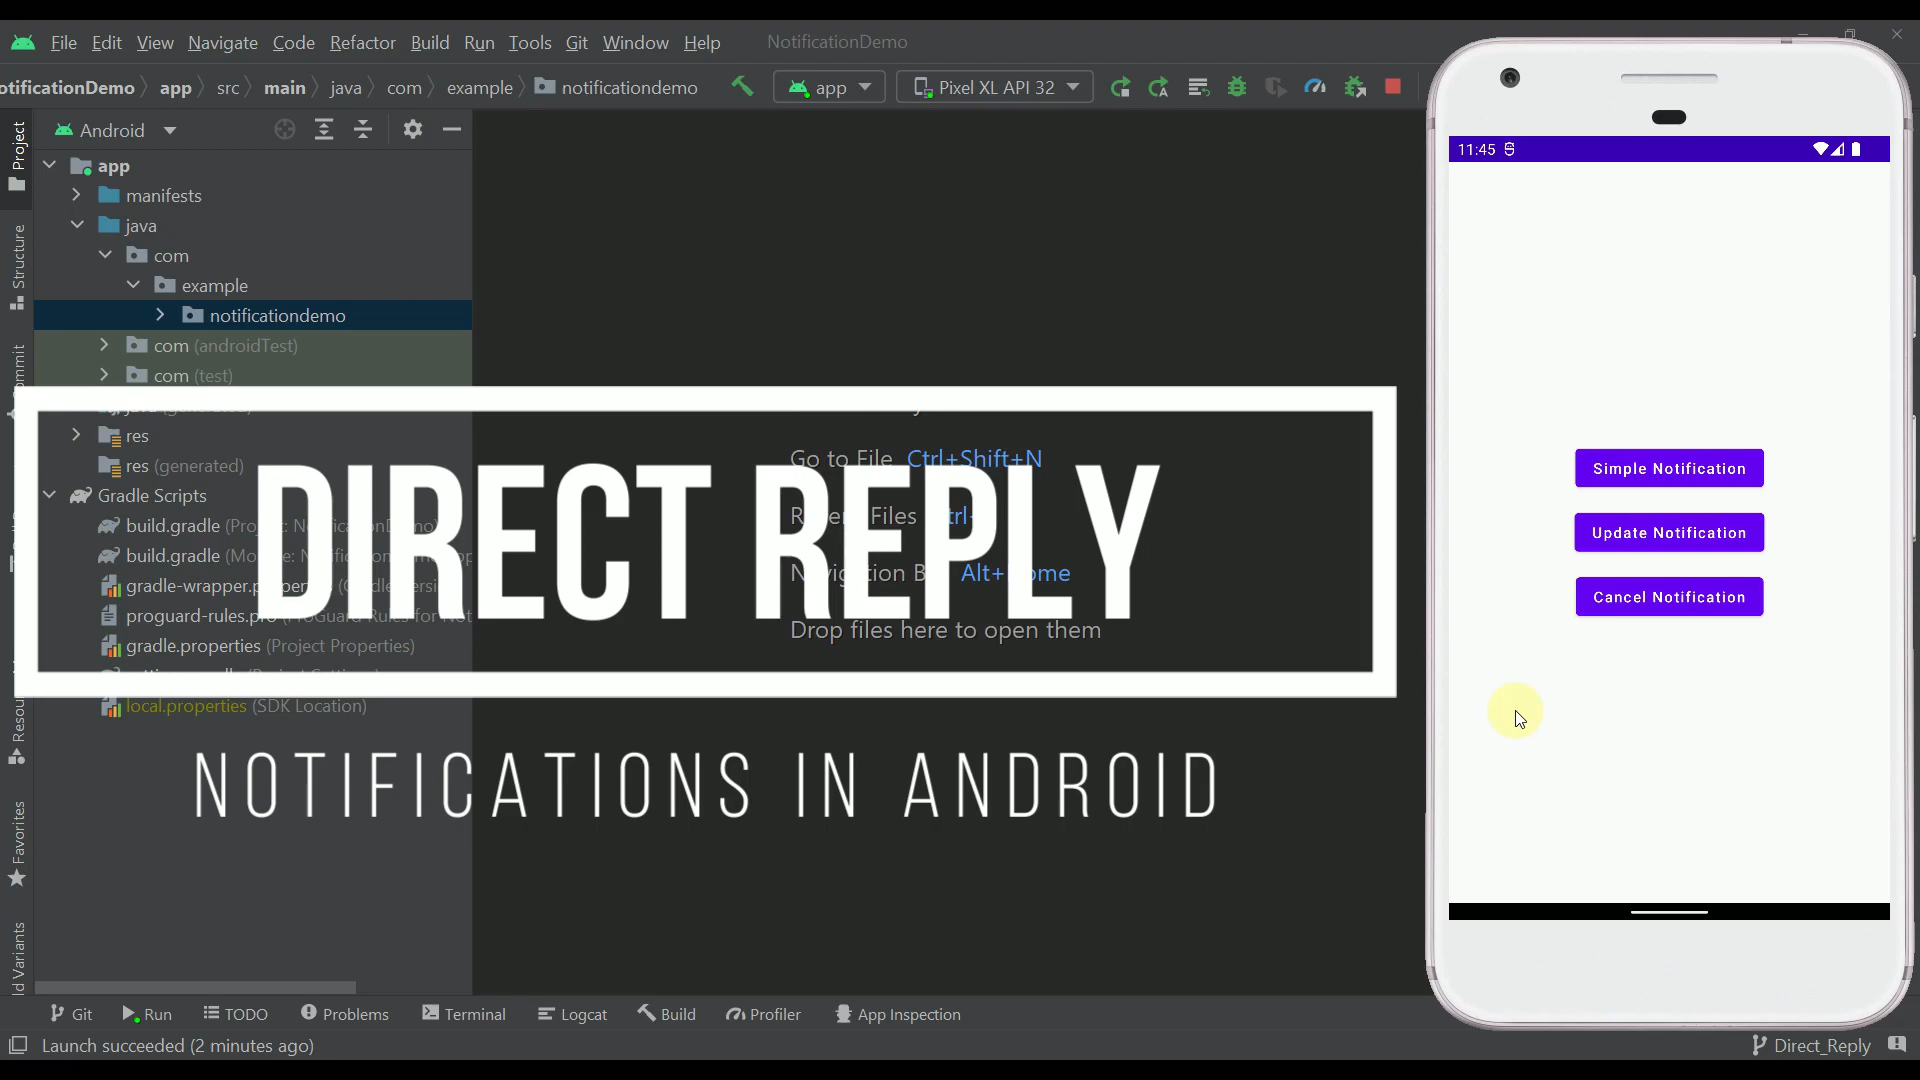 File Edit View Navigate Code Refactor Build Run Tools Git Window Help NotificationDemo
otificationDemo app src main java com example notificationdemo app Pixel XL API 32
Project
Android
app
manifests
java
com
example
notificationdemo
com (androidTest)
com (test)
res
res (generated)
Gradle Scripts
build.gradle
build.gradle
gradle.properties (Project Properties)
local.properties (SDK Location)
Structure
Favorites
ld Variants
Go to File Ctrl+Shift+N
Files
Drop files here to open them
DIRECT REPLY
NOTIFICATIONS IN ANDROID
11:45
Simple Notification
Update Notification
Cancel Notification
Git Run TODO Problems Terminal Logcat Build Profiler App Inspection
Launch succeeded (2 minutes ago) Direct_Reply